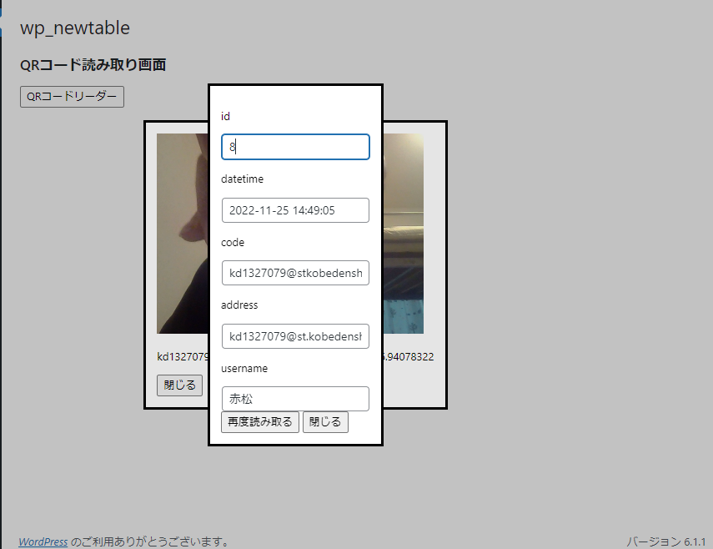 wp_newtable
QRコード読み取り画面
QRコードリーダー
id
8
datetime
2022-11-25 14:49:05
code
kd1327079@stkobedensh
address
kd1327079@st.kobedensh
username
赤松
再度読み取る 閉じる
kd1327079
.94078322
閉じる
WordPress のご利用ありがとうございます。
バージョン 6.1.1